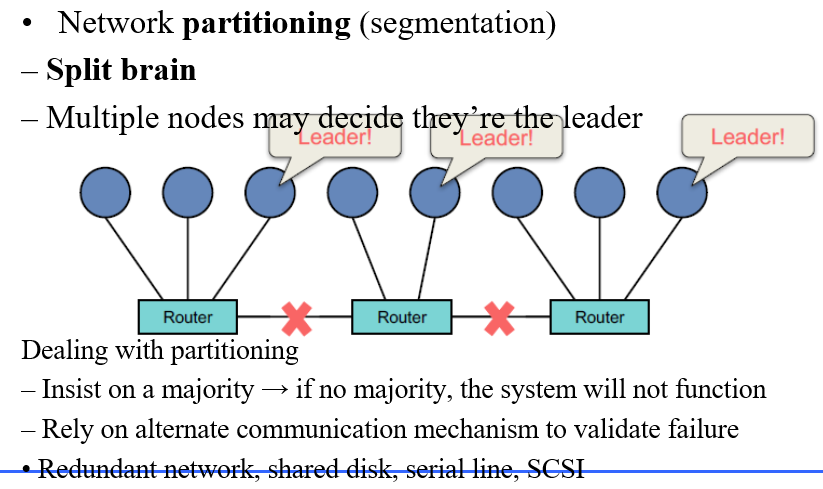 • Network partitioning (segmentation)
– Split brain
– Multiple nodes may decide they’re the leader
Leader!
Leader!
Leader!
Router
Router
Router
Dealing with partitioning
– Insist on a majority → if no majority, the system will not function
– Rely on alternate communication mechanism to validate failure
• Redundant network, shared disk, serial line, SCSI